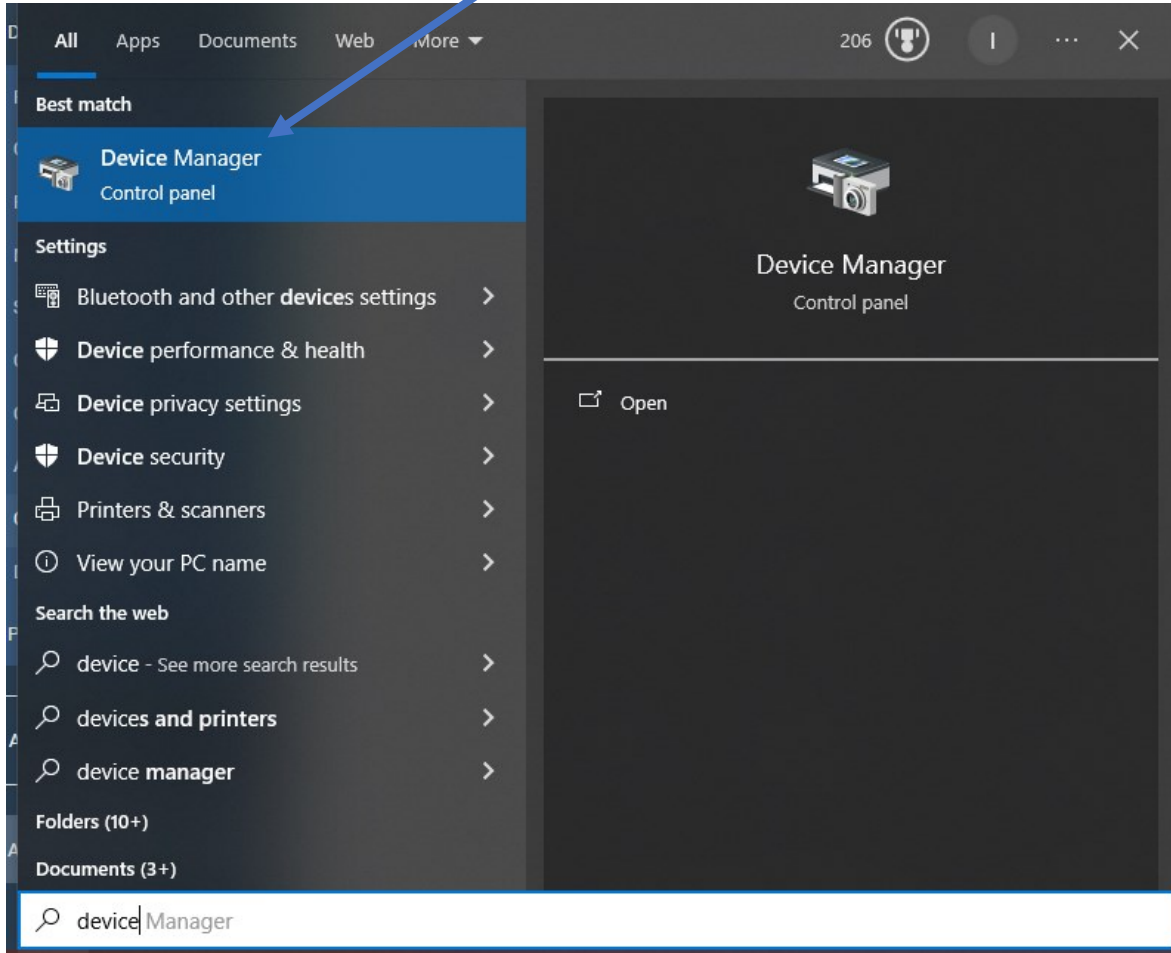 All Apps Documents Web More 206 I ...
Best match
Device Manager
Control panel
Settings
Bluetooth and other devices settings
Device performance & health
Device privacy settings
Device security
Printers & scanners
View your PC name
Search the web
device - See more search results
devices and printers
device manager
Folders (10+)
Documents (3+)
device Manager
Device Manager
Control panel
Open